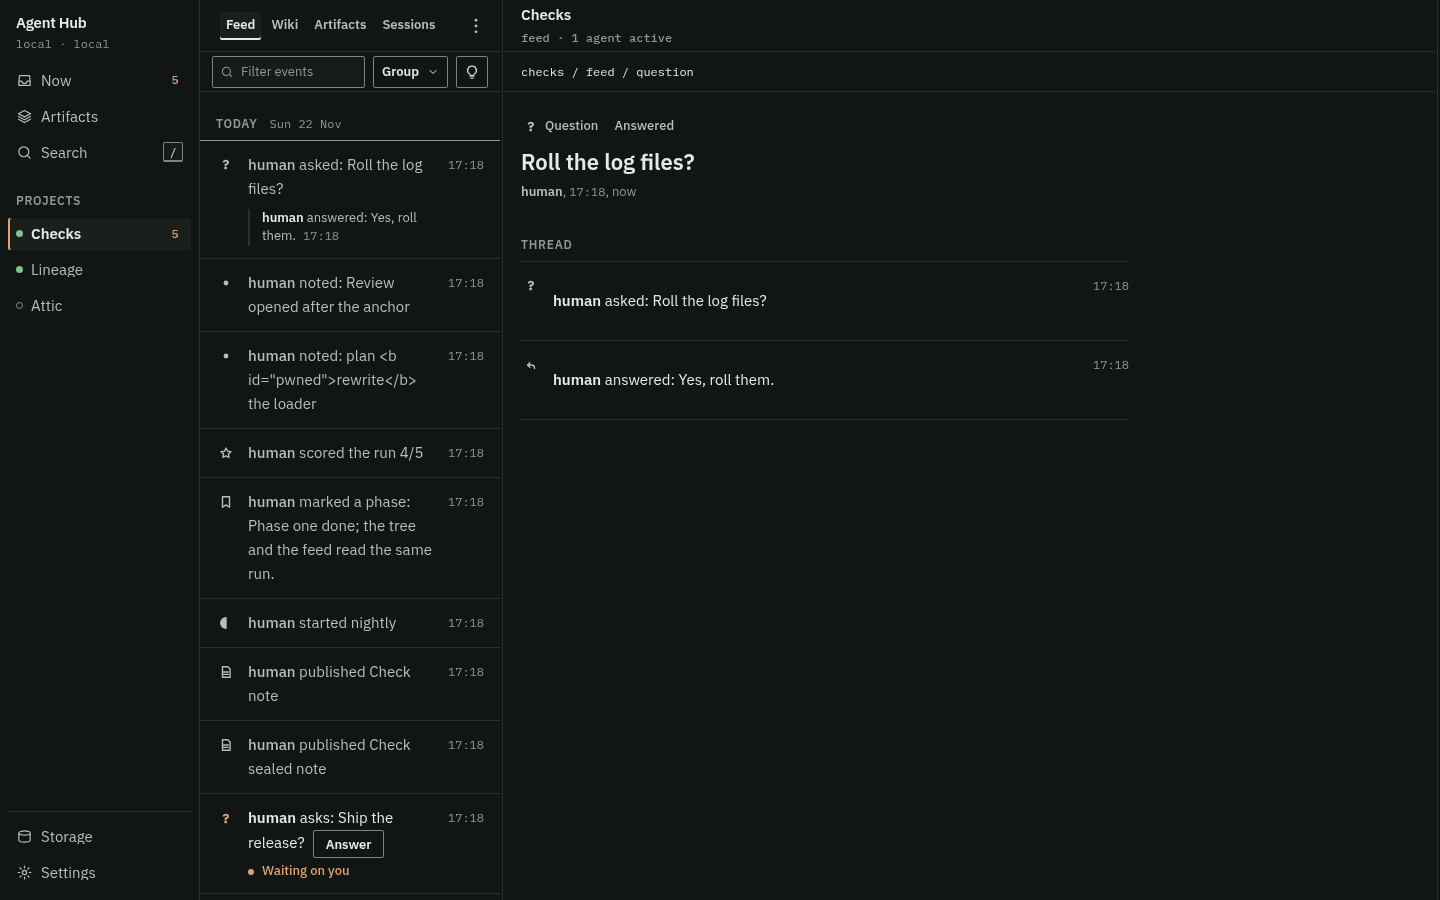 Agent Hub
local · local
Now 5
Artifacts
Search /
PROJECTS
Checks 5
Lineage
Attic
Storage
Settings
Feed Wiki Artifacts Sessions
Filter events Group
TODAY Sun 22 Nov
? human asked: Roll the log 17:18
files?
human answered: Yes, roll
them. 17:18
human noted: Review 17:18
opened after the anchor
human noted: plan <b 17:18
id="pwned">rewrite</b>
the loader
human scored the run 4/5 17:18
human marked a phase: 17:18
Phase one done; the tree
and the feed read the same
run.
human started nightly 17:18
human published Check 17:18
note
human published Check 17:18
sealed note
? human asks: Ship the 17:18
release? Answer
Waiting on you
Checks
feed · 1 agent active
checks / feed / question
? Question Answered
Roll the log files?
human, 17:18, now
THREAD
? 17:18
human asked: Roll the log files?
17:18
human answered: Yes, roll them.